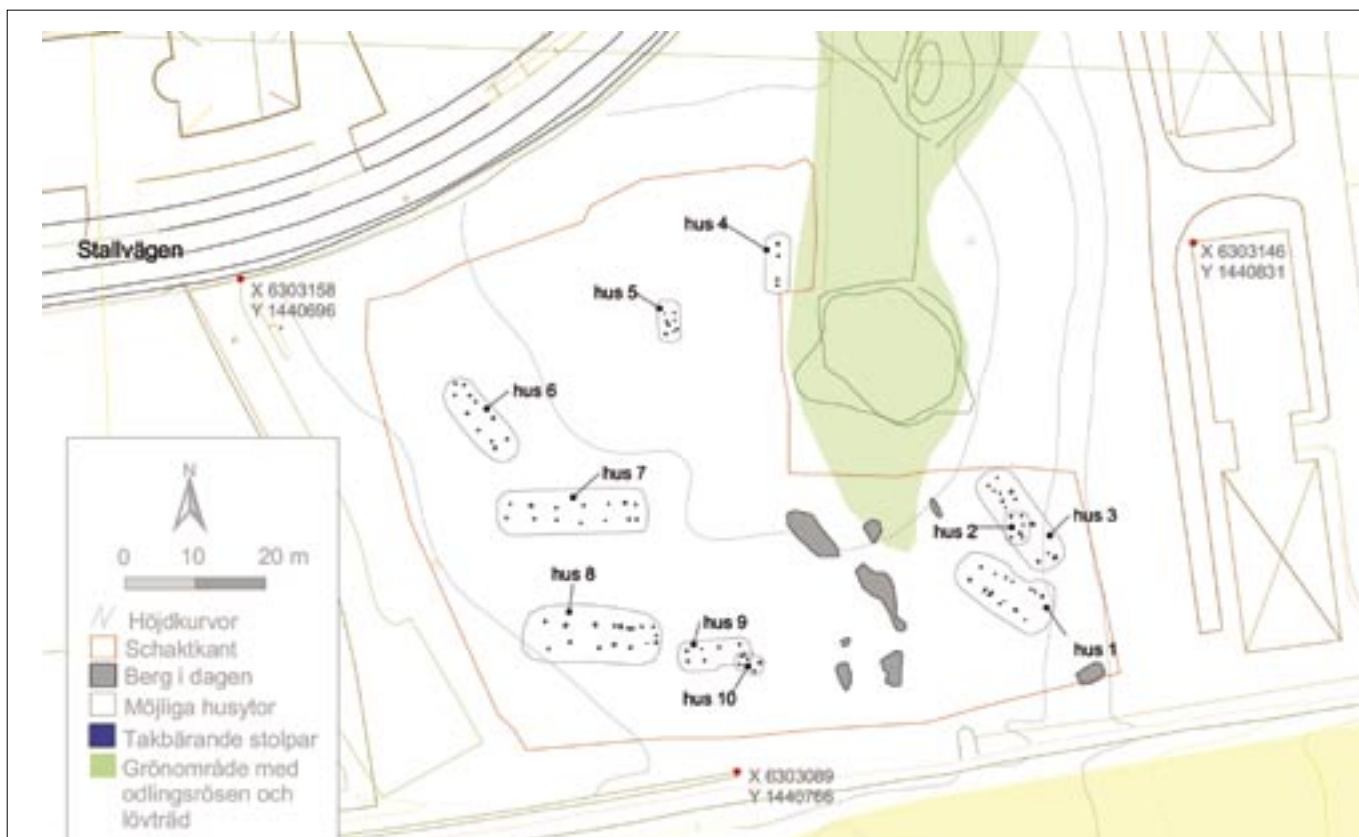 Stallvägen
X 6303158
Y 1440696
hus 4
hus 5
X 6303146
Y 1440831
hus 6
hus 7
hus 2
hus 3
hus 8
hus 9
hus 10
hus 1
N
0 10 20 m
Höjdkurvor
Schaktkant
Berg i dagen
Möjliga husytor
Takbärande stolpar
Grönområde med
odlingsrösen och
lövträd
X 6303089
Y 1440766